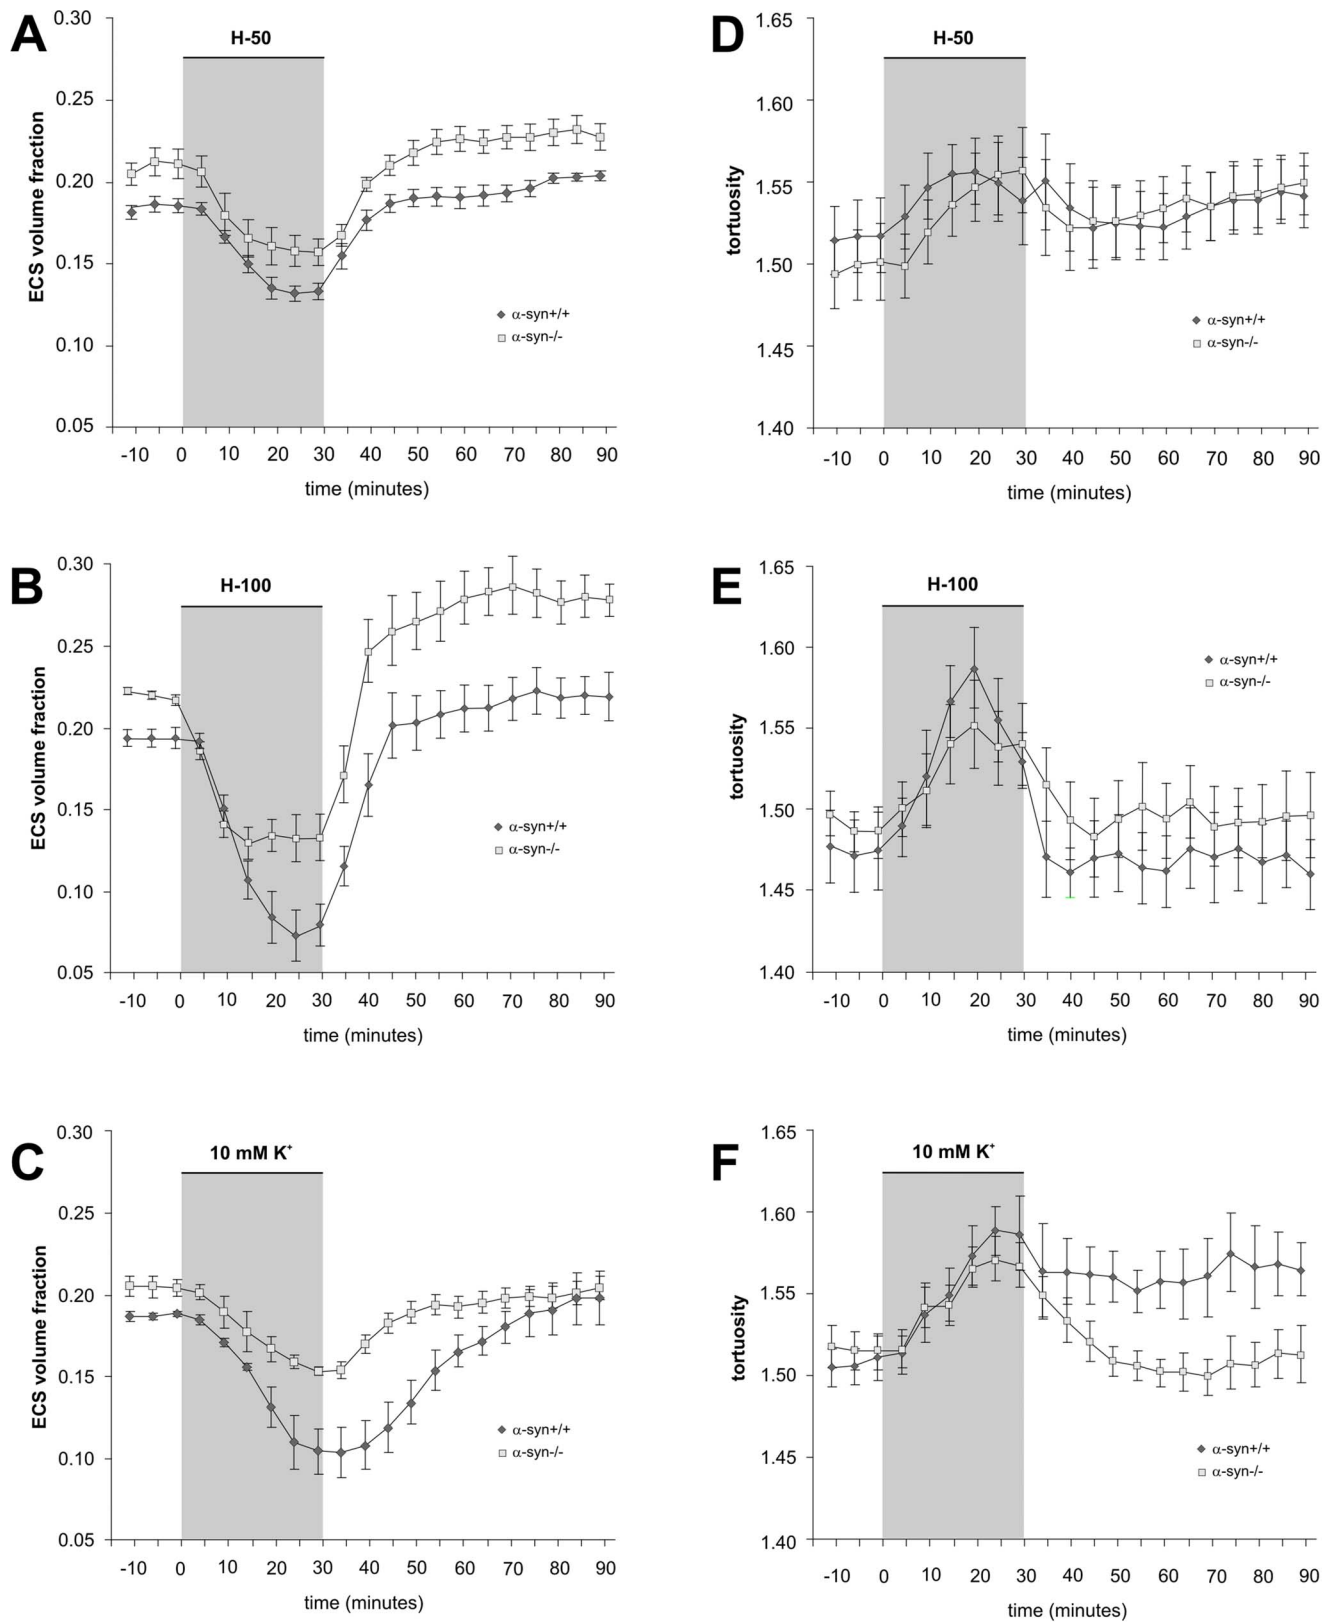 A
H-50
0.30
0.25
0.20
0.15
0.10
0.05
ECS volume fraction
α-syn+/+
α-syn-/-
-10 0 10 20 30 40 50 60 70 80 90
time (minutes)
D
H-50
1.65
1.60
1.55
1.50
1.45
1.40
tortuosity
α-syn+/+
α-syn-/-
-10 0 10 20 30 40 50 60 70 80 90
time (minutes)
B
H-100
0.30
0.25
0.20
0.15
0.10
0.05
ECS volume fraction
α-syn+/+
α-syn-/-
-10 0 10 20 30 40 50 60 70 80 90
time (minutes)
E
H-100
1.65
1.60
1.55
1.50
1.45
1.40
tortuosity
α-syn+/+
α-syn-/-
-10 0 10 20 30 40 50 60 70 80 90
time (minutes)
C
10 mM K⁺
0.30
0.25
0.20
0.15
0.10
0.05
ECS volume fraction
α-syn+/+
α-syn-/-
-10 0 10 20 30 40 50 60 70 80 90
time (minutes)
F
10 mM K⁺
1.65
1.60
1.55
1.50
1.45
1.40
tortuosity
α-syn+/+
α-syn-/-
-10 0 10 20 30 40 50 60 70 80 90
time (minutes)